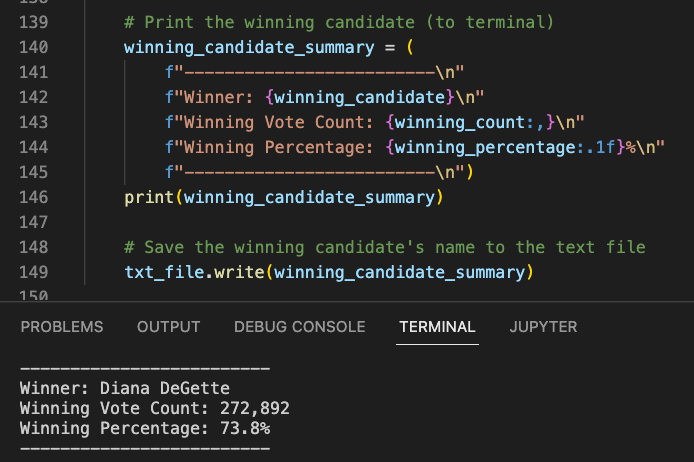 138
139 # Print the winning candidate (to terminal)
140 winning_candidate_summary = (
141 f"-------------------------\n"
142 f"Winner: {winning_candidate}\n"
143 f"Winning Vote Count: {winning_count:,}\n"
144 f"Winning Percentage: {winning_percentage:.1f}%\n"
145 f"-------------------------\n")
146 print(winning_candidate_summary)
147
148 # Save the winning candidate's name to the text file
149 txt_file.write(winning_candidate_summary)
150
PROBLEMS OUTPUT DEBUG CONSOLE TERMINAL JUPYTER
-------------------------
Winner: Diana DeGette
Winning Vote Count: 272,892
Winning Percentage: 73.8%
-------------------------